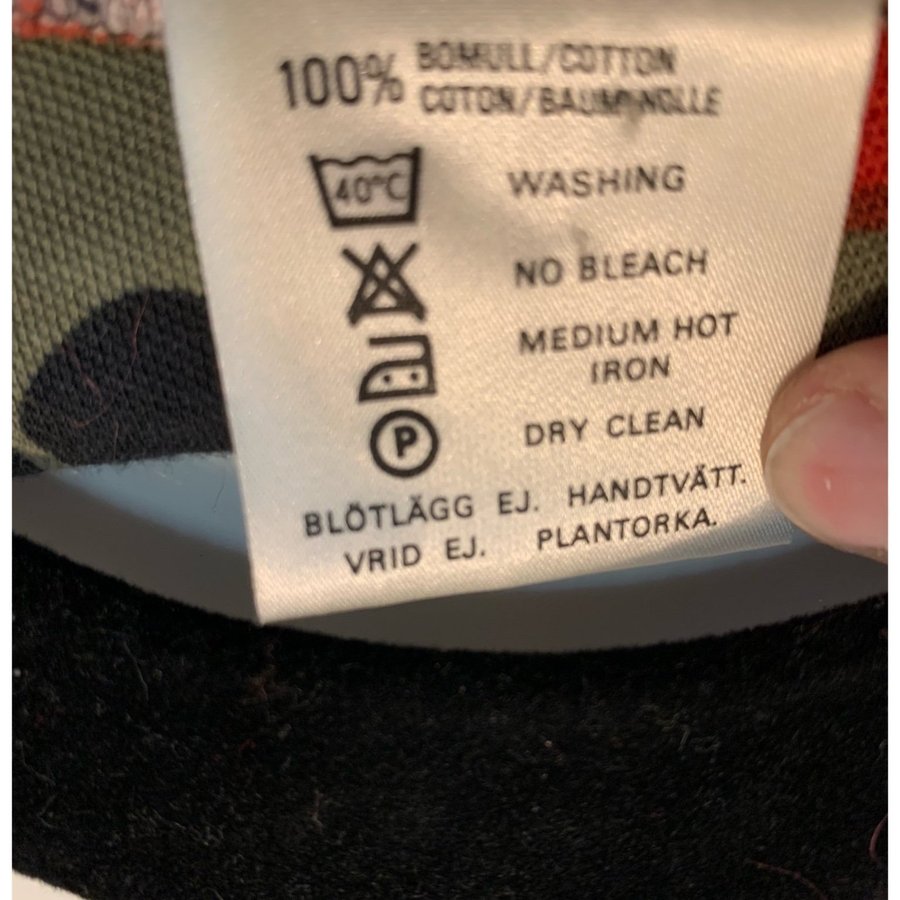 100% BOMULL/COTTON
COTON/BAUMWOLLE
40°C WASHING
NO BLEACH
MEDIUM HOT
IRON
P DRY CLEAN
BLÖTLÄGG EJ. HANDTVÄTT.
VRID EJ. PLANTORKA.